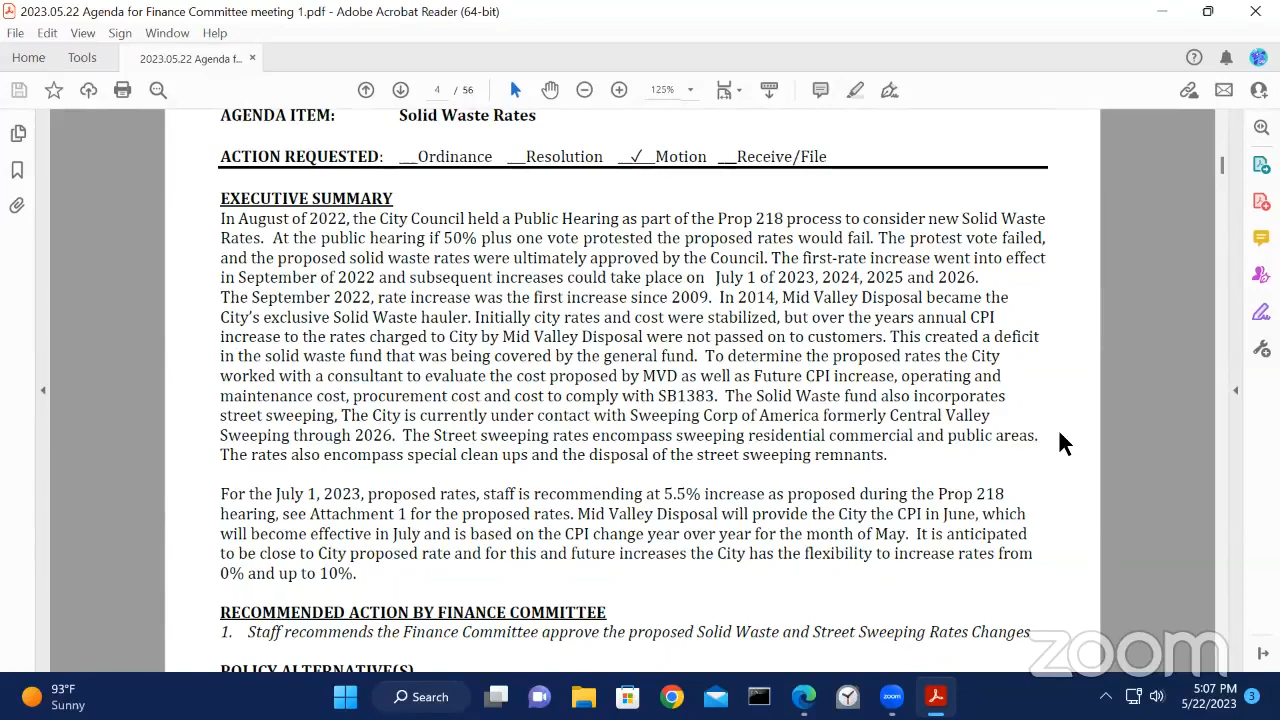 2023.05.22 Agenda for Finance Committee meeting 1.pdf - Adobe Acrobat Reader (64-bit)
File Edit View Sign Window Help
Home Tools 2023.05.22 Agenda f... ×
4 / 56 125%
AGENDA ITEM: Solid Waste Rates
ACTION REQUESTED: __Ordinance __Resolution _✓_Motion __Receive/File
EXECUTIVE SUMMARY
In August of 2022, the City Council held a Public Hearing as part of the Prop 218 process to consider new Solid Waste
Rates. At the public hearing if 50% plus one vote protested the proposed rates would fail. The protest vote failed,
and the proposed solid waste rates were ultimately approved by the Council. The first-rate increase went into effect
in September of 2022 and subsequent increases could take place on July 1 of 2023, 2024, 2025 and 2026.
The September 2022, rate increase was the first increase since 2009. In 2014, Mid Valley Disposal became the
City's exclusive Solid Waste hauler. Initially city rates and cost were stabilized, but over the years annual CPI
increase to the rates charged to City by Mid Valley Disposal were not passed on to customers. This created a deficit
in the solid waste fund that was being covered by the general fund. To determine the proposed rates the City
worked with a consultant to evaluate the cost proposed by MVD as well as Future CPI increase, operating and
maintenance cost, procurement cost and cost to comply with SB1383. The Solid Waste fund also incorporates
street sweeping, The City is currently under contact with Sweeping Corp of America formerly Central Valley
Sweeping through 2026. The Street sweeping rates encompass sweeping residential commercial and public areas.
The rates also encompass special clean ups and the disposal of the street sweeping remnants.
For the July 1, 2023, proposed rates, staff is recommending at 5.5% increase as proposed during the Prop 218
hearing, see Attachment 1 for the proposed rates. Mid Valley Disposal will provide the City the CPI in June, which
will become effective in July and is based on the CPI change year over year for the month of May. It is anticipated
to be close to City proposed rate and for this and future increases the City has the flexibility to increase rates from
0% and up to 10%.
RECOMMENDED ACTION BY FINANCE COMMITTEE
1. Staff recommends the Finance Committee approve the proposed Solid Waste and Street Sweeping Rates Changes
POLICY ALTERNATIVE(S)
zoom
93°F
Sunny
Search
zoom
5:07 PM
5/22/2023
3